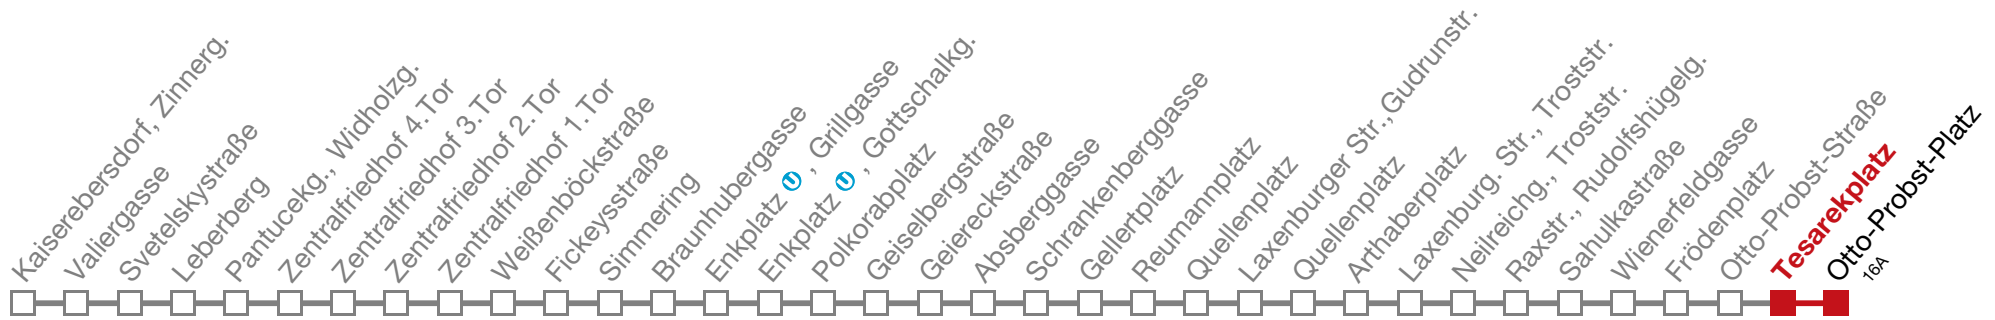 Kaiserebersdorf, Zinnerg.
Valiergasse
Svetelskystraße
Leberberg
Pantucekg., Widholzg.
Zentralfriedhof 4.Tor
Zentralfriedhof 3.Tor
Zentralfriedhof 2.Tor
Zentralfriedhof 1.Tor
Weißenböckstraße
Fickeysstraße
Simmering
Braunhubergasse
Enkplatz U, Grillgasse
Enkplatz U, Gottschalkg.
Polkorabplatz
Geiselbergstraße
Geiereckstraße
Absberggasse
Schrankenberggasse
Gellertplatz
Reumannplatz
Quellenplatz
Laxenburger Str.,Gudrunstr.
Quellenplatz
Arthaberplatz
Laxenburg. Str., Troststr.
Neilreichg., Troststr.
Raxstr., Rudolfshügelg.
Sahulkastraße
Wienerfeldgasse
Frödenplatz
Otto-Probst-Straße
Tesarekplatz
Otto-Probst-Platz
16A